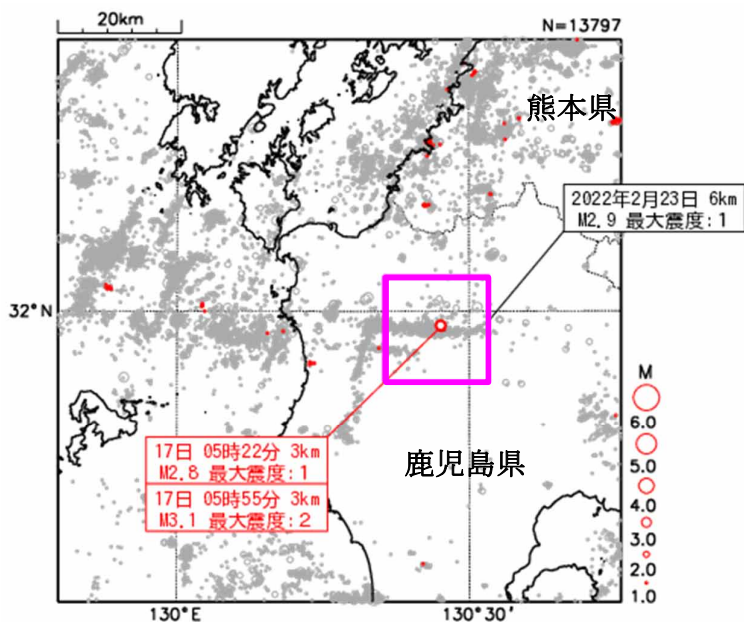 20km
N=13797
熊本県
2022年2月23日 6km
M2.9 最大震度:1
32°N
17日 05時22分 3km
M2.8 最大震度:1
17日 05時55分 3km
M3.1 最大震度:2
鹿児島県
M
6.0
5.0
4.0
3.0
2.0
1.0
130°E
130°30'